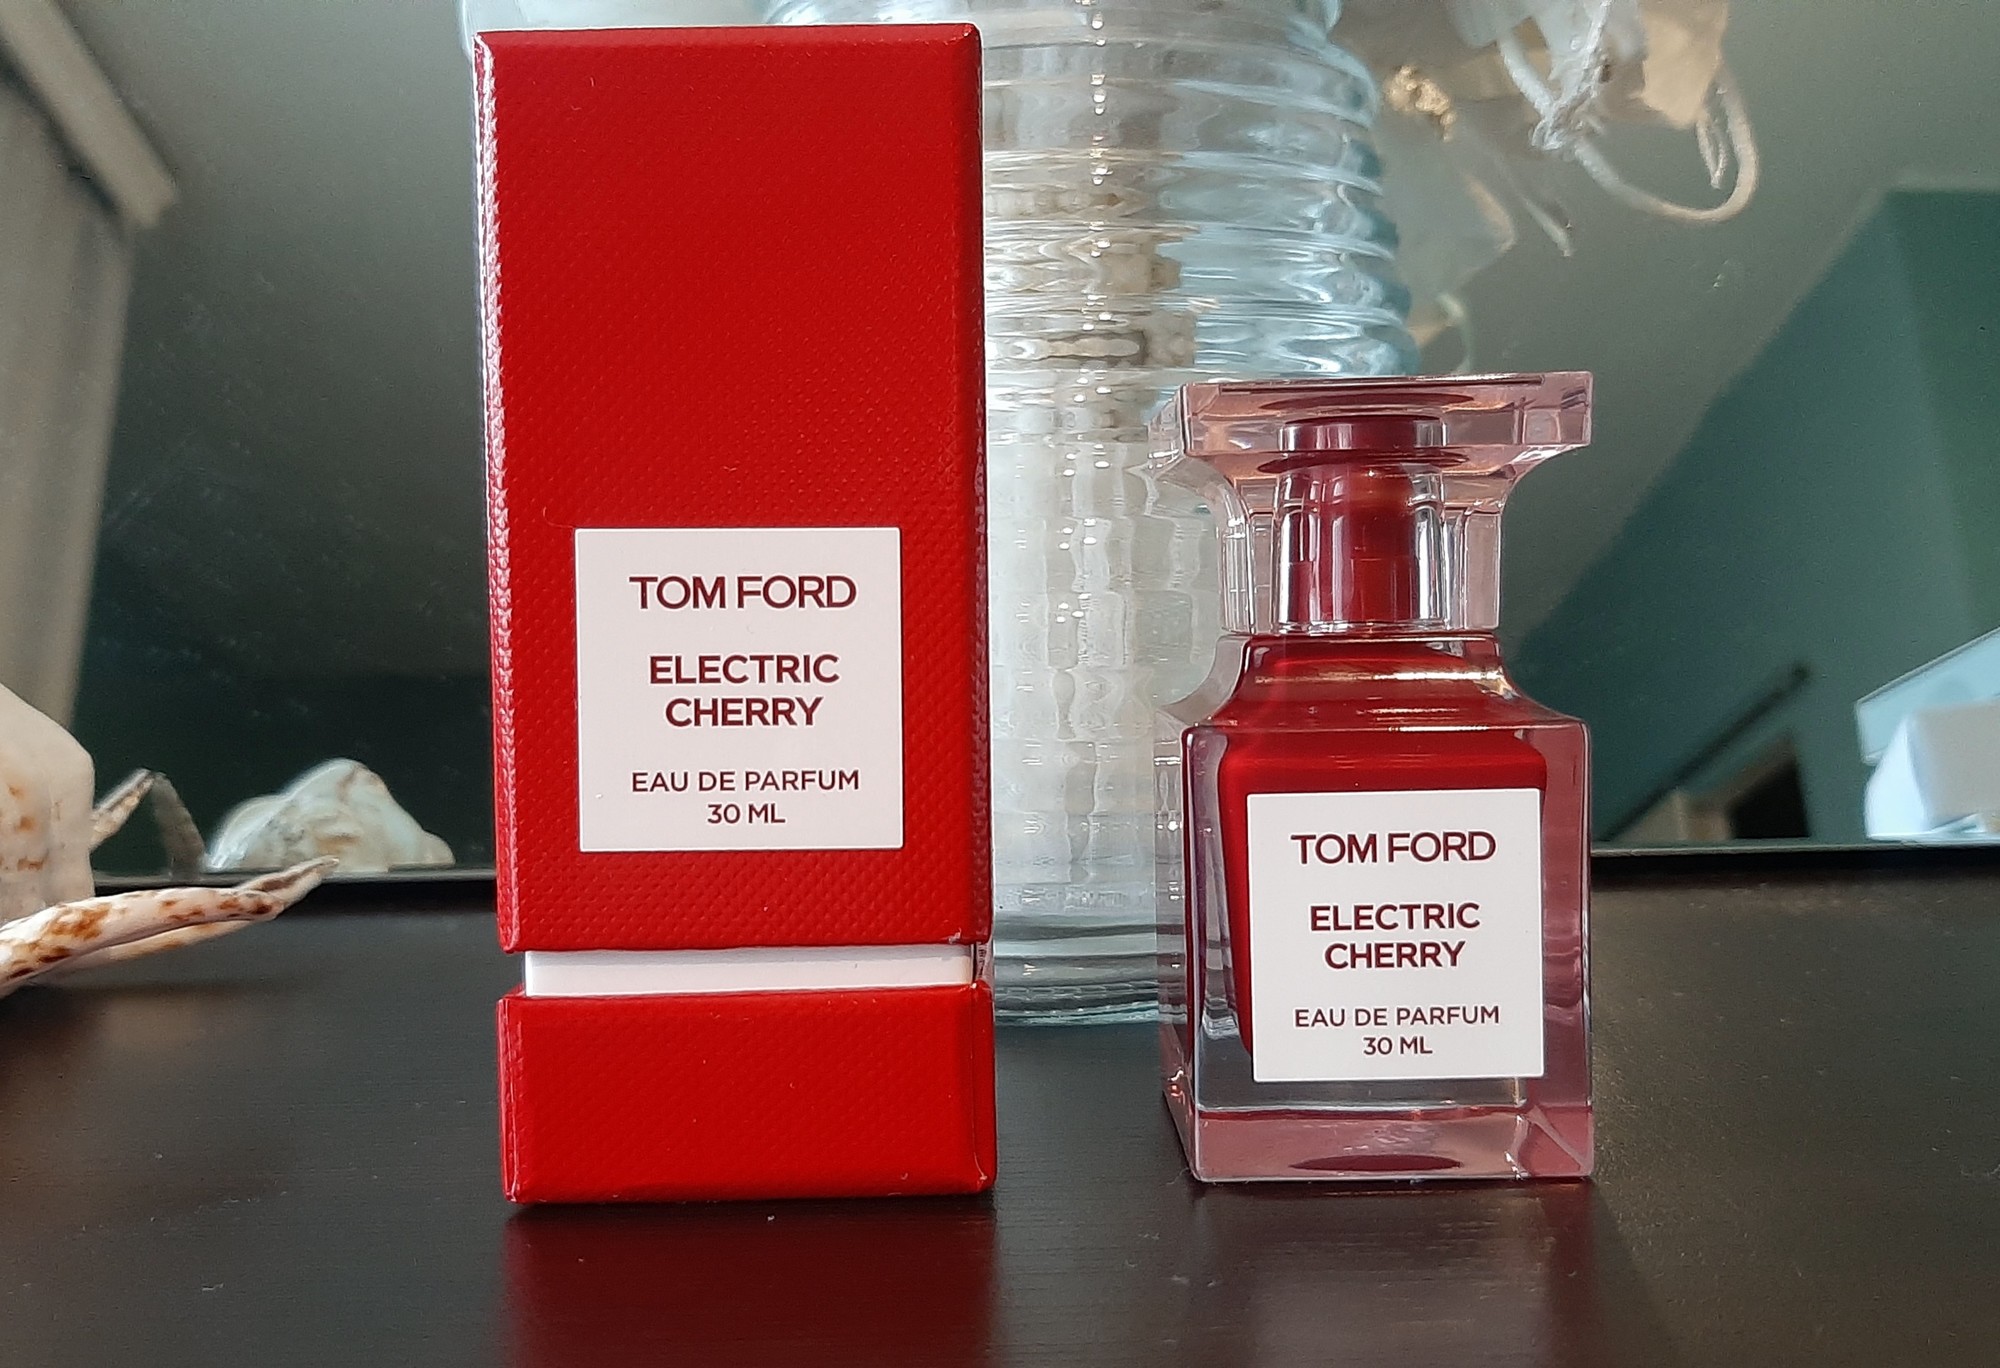 TOM FORD
ELECTRIC
CHERRY
EAU DE PARFUM
30 ML
TOM FORD
ELECTRIC
CHERRY
EAU DE PARFUM
30 ML